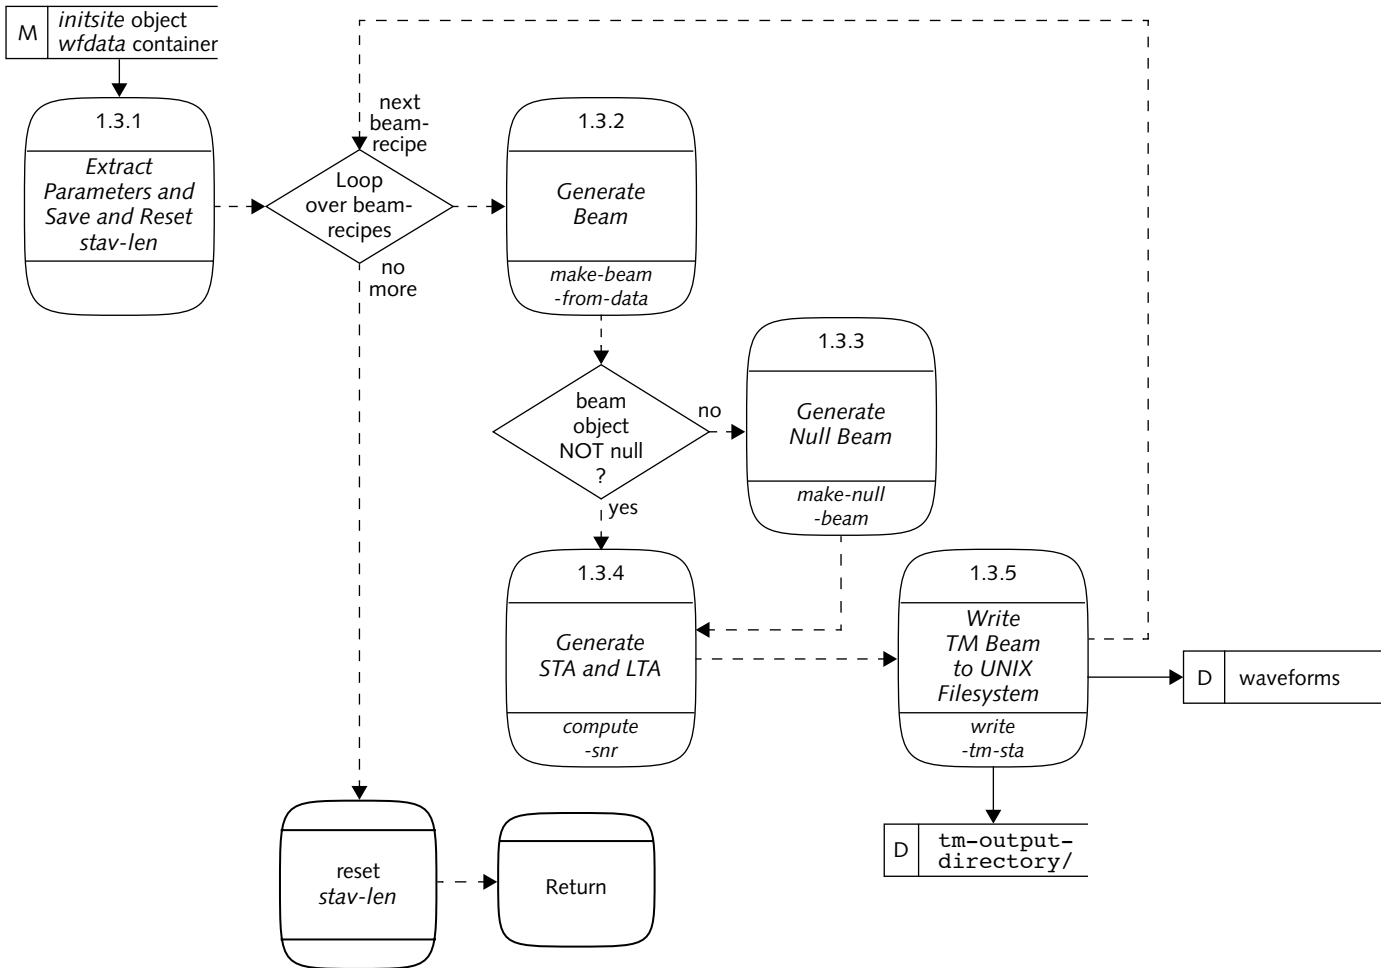 M
initsite object
wfdata container
1.3.1
Extract
Parameters and
Save and Reset
stav-len
next
beam-
recipe
Loop
over beam-
recipes
no
more
1.3.2
Generate
Beam
make-beam
-from-data
beam
object
NOT null
?
no
yes
1.3.3
Generate
Null Beam
make-null
-beam
1.3.4
Generate
STA and LTA
compute
-snr
1.3.5
Write
TM Beam
to UNIX
Filesystem
write
-tm-sta
D
waveforms
D
tm-output-
directory/
reset
stav-len
Return